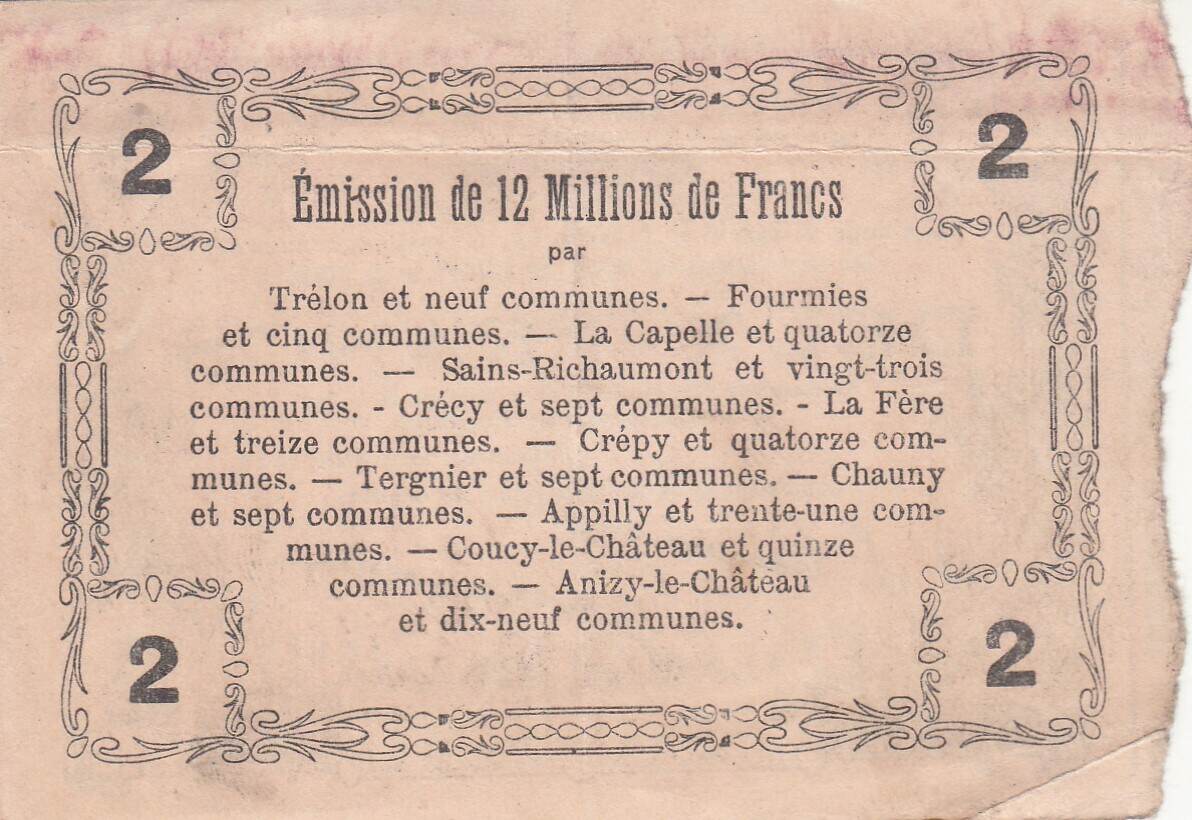 2
2
Émission de 12 Millions de Francs
par
Trélon et neuf communes. — Fourmies
et cinq communes. — La Capelle et quatorze
communes. — Sains-Richaumont et vingt-trois
communes. - Crécy et sept communes. - La Fère
et treize communes. — Crépy et quatorze com-
munes. — Tergnier et sept communes. — Chauny
et sept communes. — Appilly et trente-une com-
munes. — Coucy-le-Château et quinze
communes. — Anizy-le-Château
et dix-neuf communes.
2
2